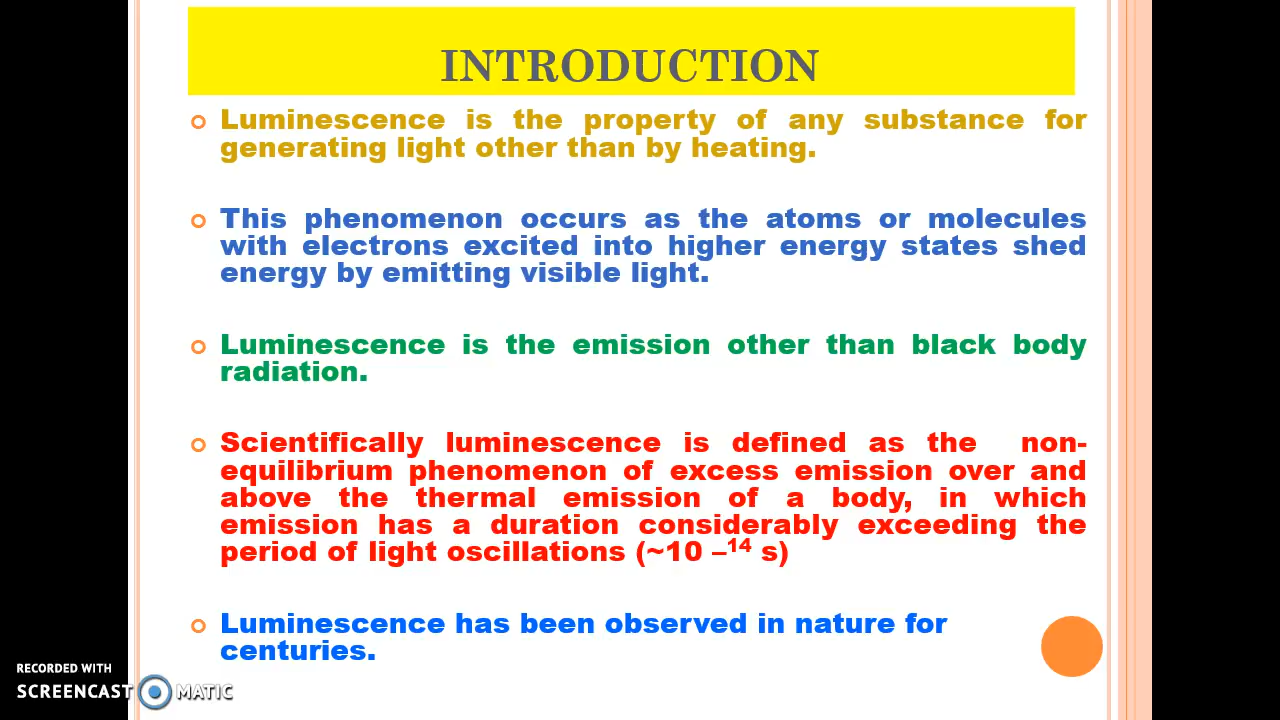 INTRODUCTION
Luminescence is the property of any substance for
generating light other than by heating.
This phenomenon occurs as the atoms or molecules
with electrons excited into higher energy states shed
energy by emitting visible light.
Luminescence is the emission other than black body
radiation.
Scientifically luminescence is defined as the non-
equilibrium phenomenon of excess emission over and
above the thermal emission of a body, in which
emission has a duration considerably exceeding the
period of light oscillations (~10 –¹⁴ s)
Luminescence has been observed in nature for
centuries.
RECORDED WITH
SCREENCAST MATIC